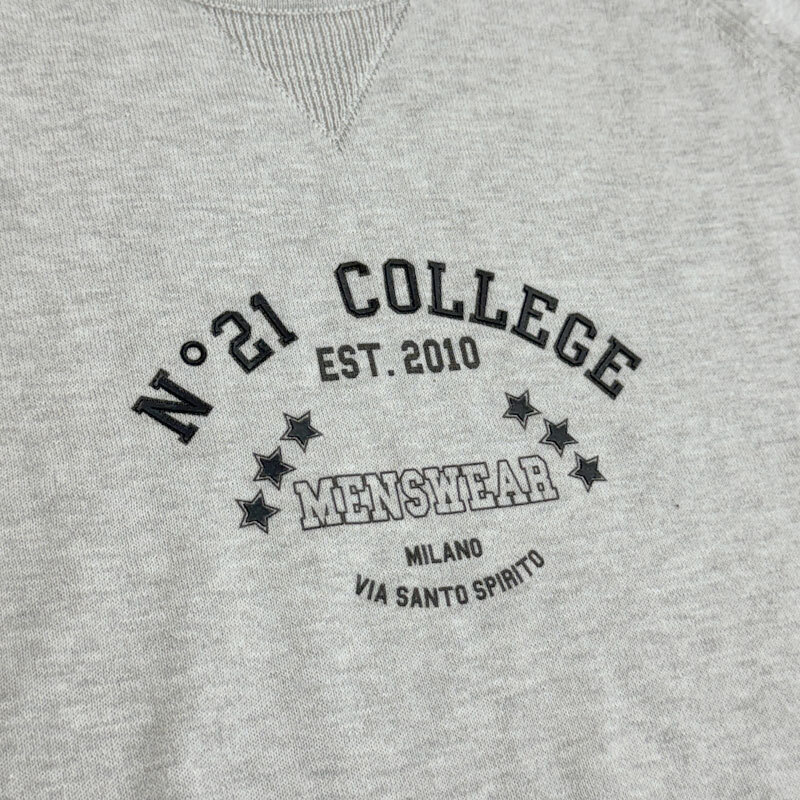 N°21 COLLEGE
EST. 2010
MENSWEAR
MILANO
VIA SANTO SPIRITO